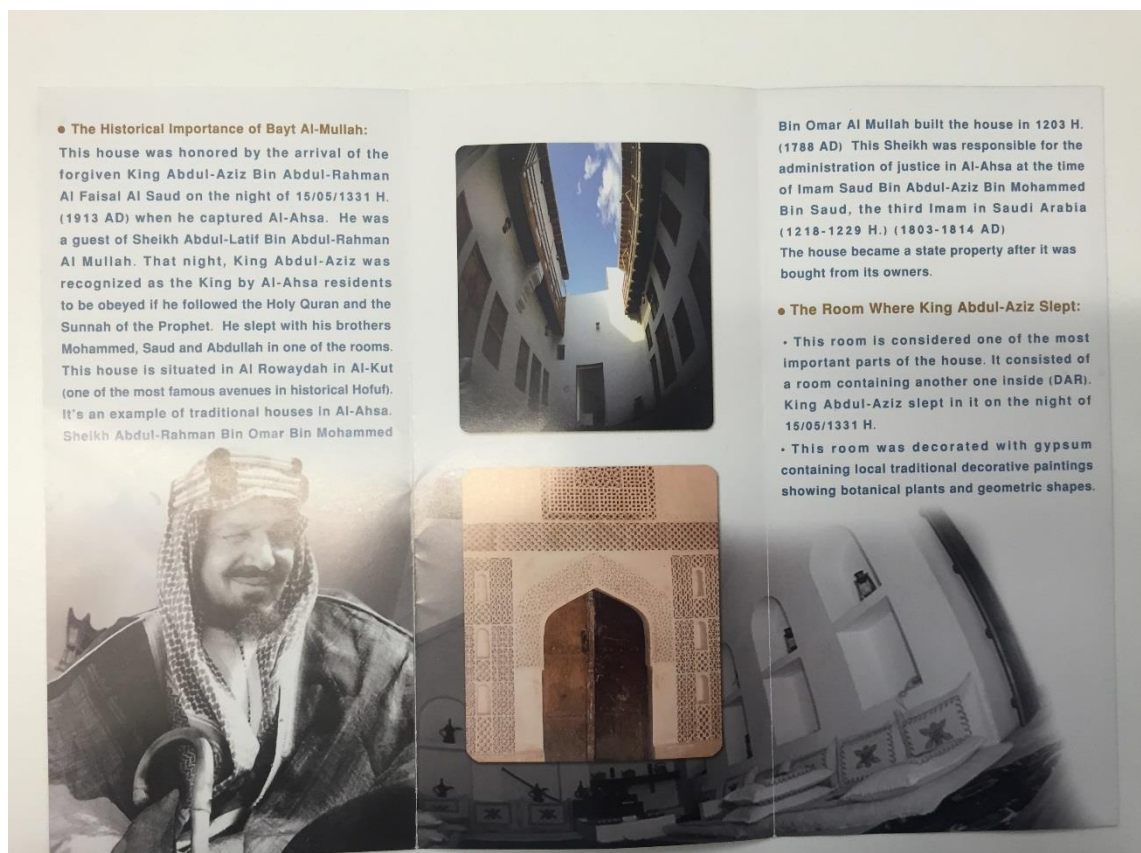 • The Historical Importance of Bayt Al-Mullah:
This house was honored by the arrival of the
forgiven King Abdul-Aziz Bin Abdul-Rahman
Al Faisal Al Saud on the night of 15/05/1331 H.
(1913 AD) when he captured Al-Ahsa. He was
a guest of Sheikh Abdul-Latif Bin Abdul-Rahman
Al Mullah. That night, King Abdul-Aziz was
recognized as the King by Al-Ahsa residents
to be obeyed if he followed the Holy Quran and the
Sunnah of the Prophet. He slept with his brothers
Mohammed, Saud and Abdullah in one of the rooms.
This house is situated in Al Rowaydah in Al-Kut
(one of the most famous avenues in historical Hofuf).
It's an example of traditional houses in Al-Ahsa.
Sheikh Abdul-Rahman Bin Omar Bin Mohammed
Bin Omar Al Mullah built the house in 1203 H.
(1788 AD) This Sheikh was responsible for the
administration of justice in Al-Ahsa at the time
of Imam Saud Bin Abdul-Aziz Bin Mohammed
Bin Saud, the third Imam in Saudi Arabia
(1218-1229 H.) (1803-1814 AD)
The house became a state property after it was
bought from its owners.
• The Room Where King Abdul-Aziz Slept:
• This room is considered one of the most
important parts of the house. It consisted of
a room containing another one inside (DAR).
King Abdul-Aziz slept in it on the night of
15/05/1331 H.
• This room was decorated with gypsum
containing local traditional decorative paintings
showing botanical plants and geometric shapes.